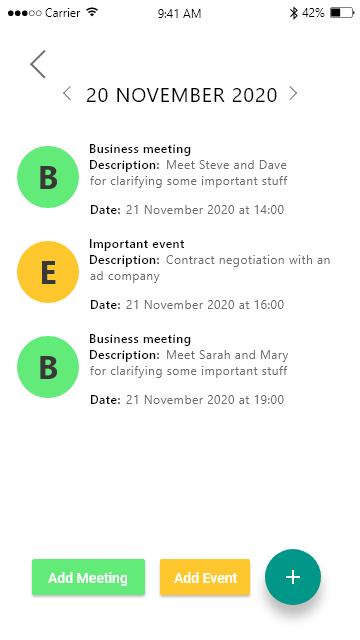 Carrier 9:41 AM 42%
20 NOVEMBER 2020
B
Business meeting
Description: Meet Steve and Dave
for clarifying some important stuff
Date: 21 November 2020 at 14:00
E
Important event
Description: Contract negotiation with an
ad company
Date: 21 November 2020 at 16:00
B
Business meeting
Description: Meet Sarah and Mary
for clarifying some important stuff
Date: 21 November 2020 at 19:00
Add Meeting Add Event +